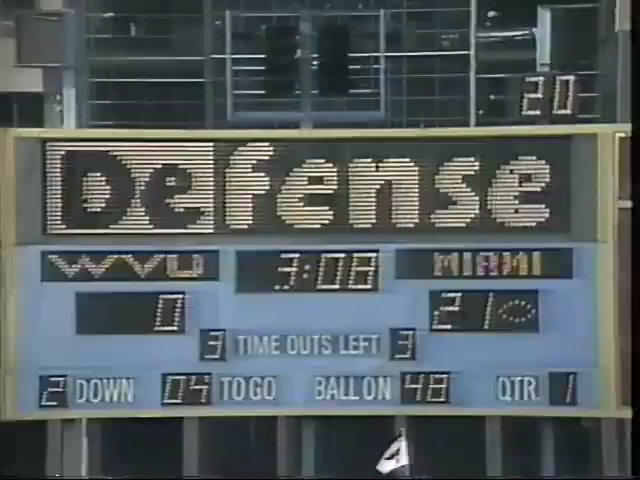 20
Defense
WVU 3:08 MIAMI
0 21
3 TIME OUTS LEFT 3
2 DOWN 04 TO GO BALL ON 48 QTR 1